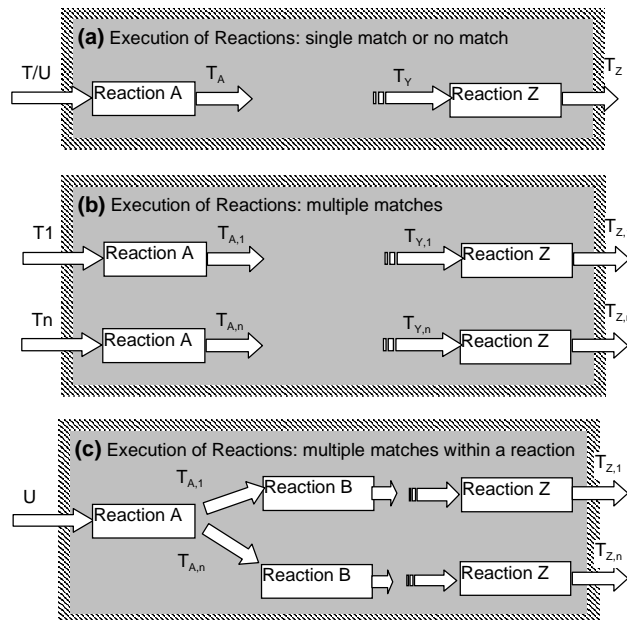 (a) Execution of Reactions: single match or no match
T/U
Reaction A
T_A
T_Y
Reaction Z
T_Z
(b) Execution of Reactions: multiple matches
T1
Reaction A
T_A,1
T_Y,1
Reaction Z
T_Z,
Tn
Reaction A
T_A,n
T_Y,n
Reaction Z
T_Z,
(c) Execution of Reactions: multiple matches within a reaction
U
Reaction A
T_A,1
Reaction B
Reaction Z
T_Z,1
T_A,n
Reaction B
Reaction Z
T_Z,n